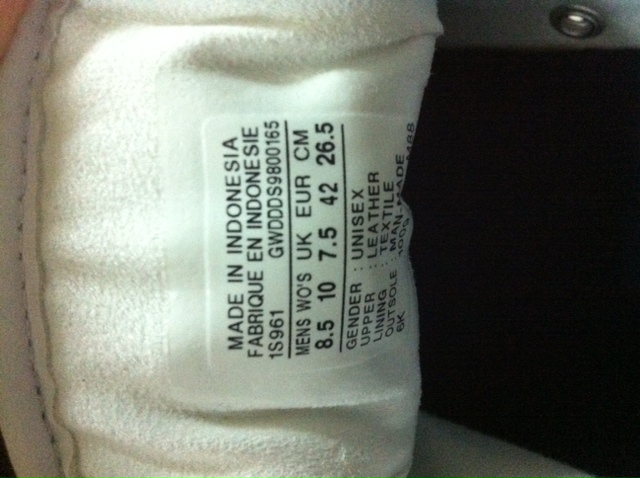 MADE IN INDONESIA
FABRIQUE EN INDONESIE
1S961 GWDDDS9800165
MENS WO'S UK EUR CM
8.5 10 7.5 42 26.5
GENDER : UNISEX
UPPER : LEATHER
LINING : TEXTILE
OUTSOLE : MAN-MADE
6K